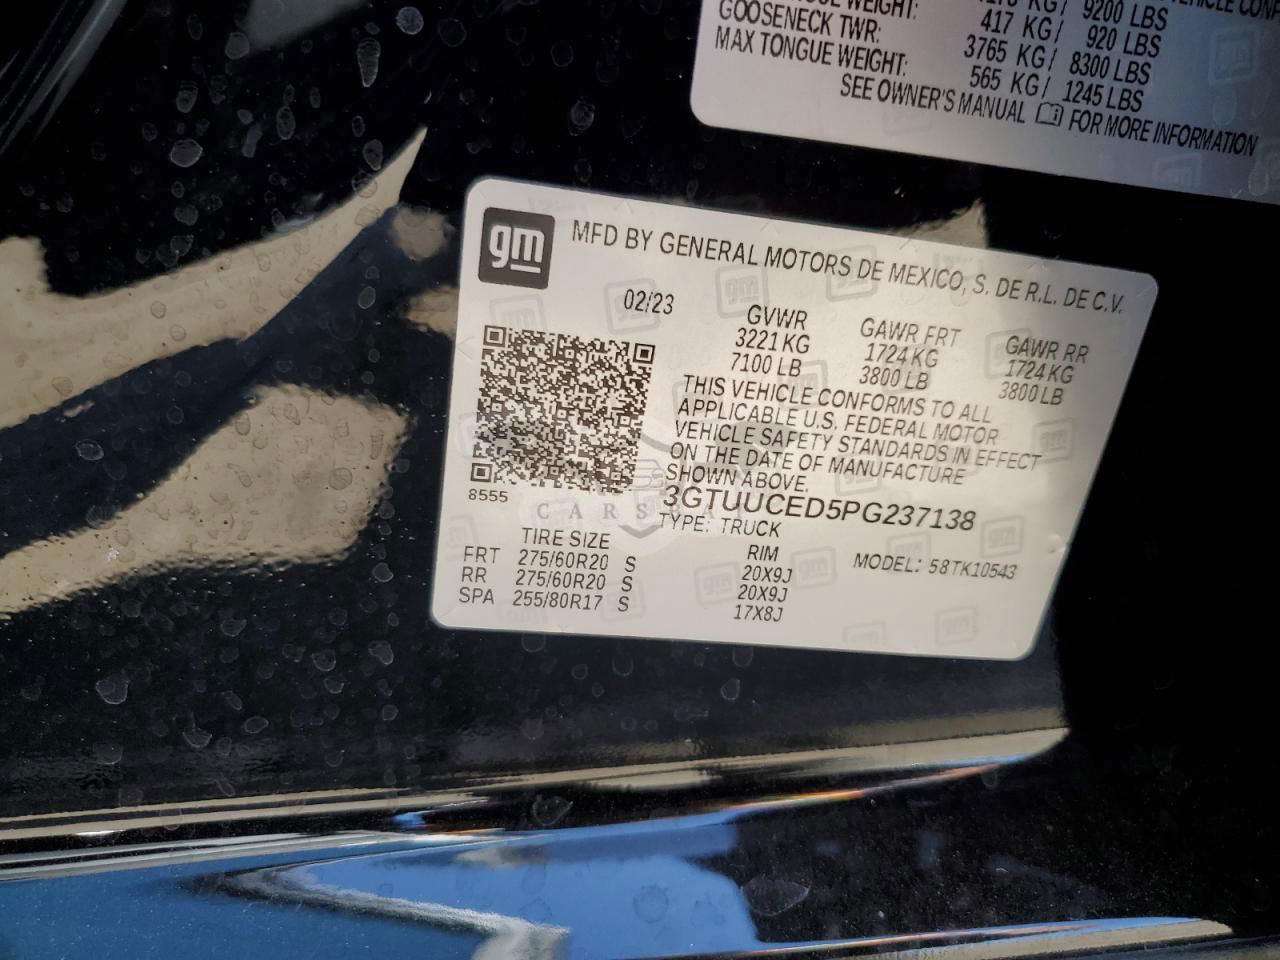 WEIGHT: KG/ 9200 LBS
GOOSENECK TWR: 417 KG/ 920 LBS
MAX TONGUE WEIGHT: 3765 KG/ 8300 LBS
565 KG/ 1245 LBS
SEE OWNER'S MANUAL FOR MORE INFORMATION
gm
MFD BY GENERAL MOTORS DE MEXICO, S. DE R.L. DE C.V.
02/23
GVWR GAWR FRT GAWR RR
3221 KG 1724 KG 1724 KG
7100 LB 3800 LB 3800 LB
THIS VEHICLE CONFORMS TO ALL
APPLICABLE U.S. FEDERAL MOTOR
VEHICLE SAFETY STANDARDS IN EFFECT
ON THE DATE OF MANUFACTURE
SHOWN ABOVE.
8555
3GTUUCED5PG237138
TYPE: TRUCK
TIRE SIZE RIM MODEL: 58TK10543
FRT 275/60R20 S 20X9J
RR 275/60R20 S 20X9J
SPA 255/80R17 S 17X8J